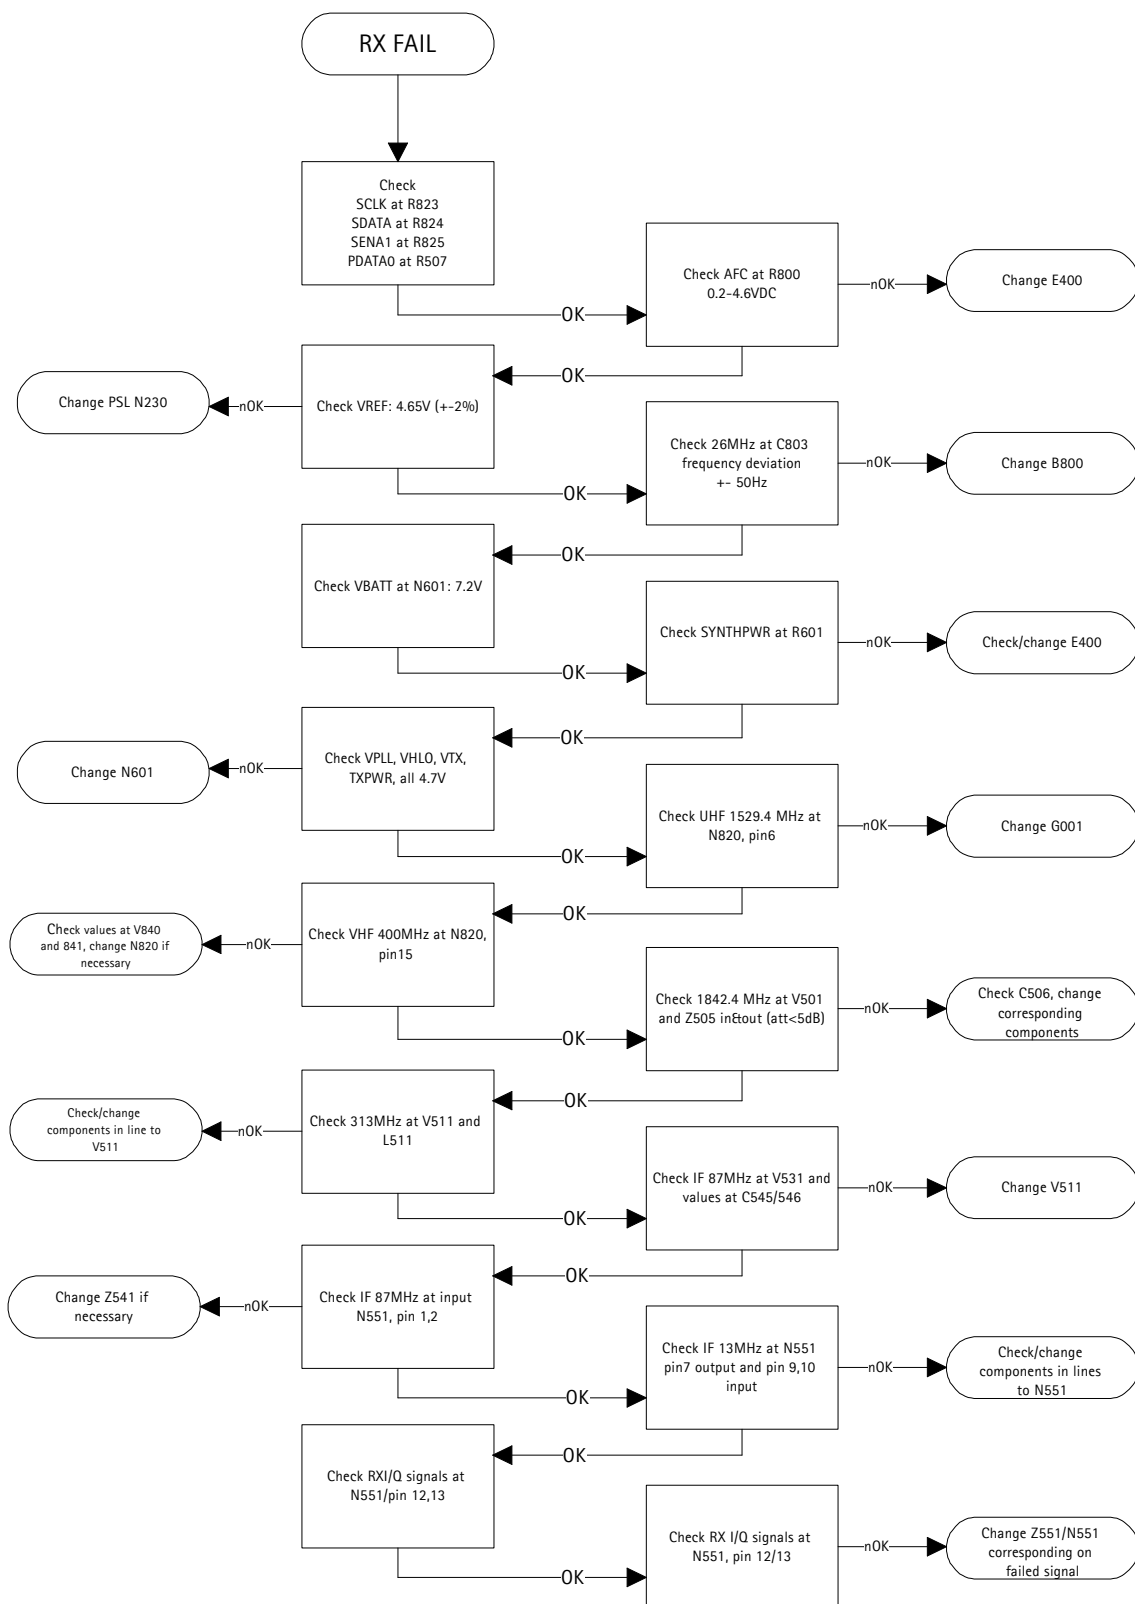 RX FAIL
Check
SCLK at R823
SDATA at R824
SENA1 at R825
PDATA0 at R507
OK
Check AFC at R800
0.2-4.6VDC
nOK
Change E400
OK
Check VREF: 4.65V (+-2%)
nOK
Change PSL N230
OK
Check 26MHz at C803
frequency deviation
+- 50Hz
nOK
Change B800
OK
Check VBATT at N601: 7.2V
OK
Check SYNTHPWR at R601
nOK
Check/change E400
OK
Check VPLL, VHLO, VTX,
TXPWR, all 4.7V
nOK
Change N601
OK
Check UHF 1529.4 MHz at
N820, pin6
nOK
Change G001
OK
Check VHF 400MHz at N820,
pin15
nOK
Check values at V840
and 841, change N820 if
necessary
OK
Check 1842.4 MHz at V501
and Z505 in&out (att<5dB)
nOK
Check C506, change
corresponding
components
OK
Check 313MHz at V511 and
L511
nOK
Check/change
components in line to
V511
OK
Check IF 87MHz at V531 and
values at C545/546
nOK
Change V511
OK
Check IF 87MHz at input
N551, pin 1,2
nOK
Change Z541 if
necessary
OK
Check IF 13MHz at N551
pin7 output and pin 9,10
input
nOK
Check/change
components in lines
to N551
OK
Check RXI/Q signals at
N551/pin 12,13
OK
Check RX I/Q signals at
N551, pin 12/13
nOK
Change Z551/N551
corresponding on
failed signal